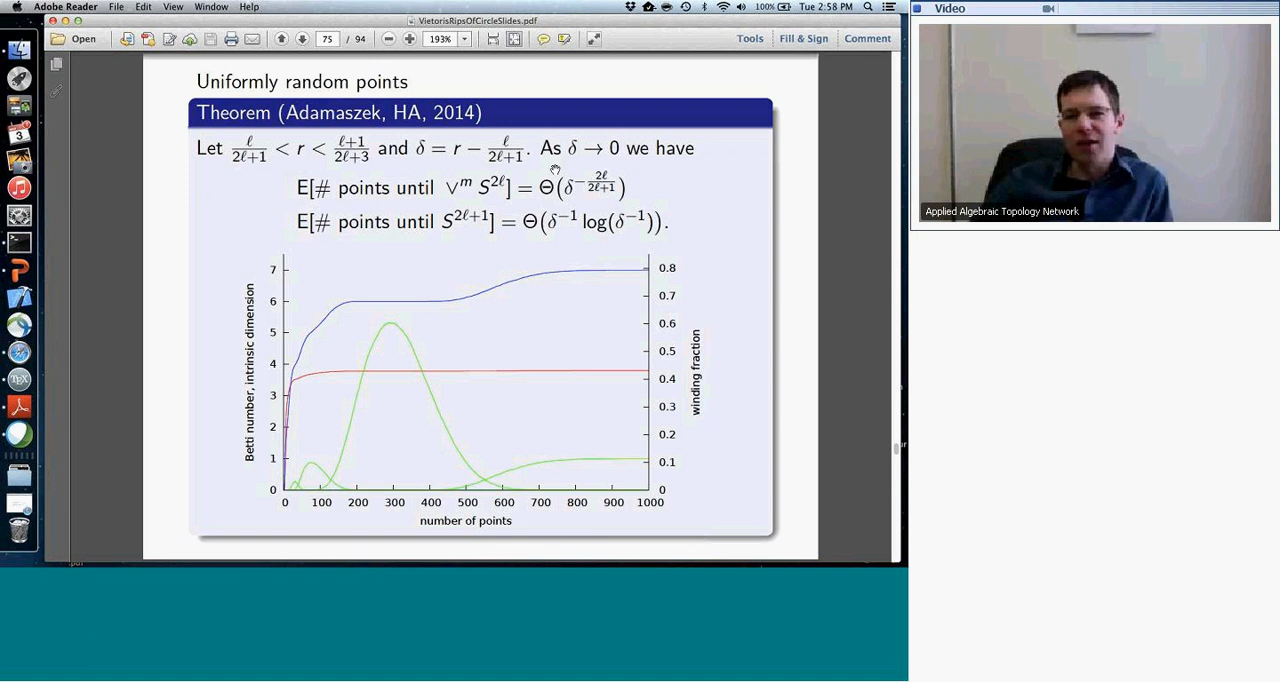 Adobe Reader File Edit View Window Help
100% Tue 2:58 PM
VietorisRipsOfCircleSlides.pdf
Open 75 / 94 193% Tools Fill & Sign Comment
Uniformly random points
Theorem (Adamaszek, HA, 2014)
Let ℓ/(2ℓ+1) < r < (ℓ+1)/(2ℓ+3) and δ = r − ℓ/(2ℓ+1). As δ → 0 we have
E[# points until ∨^m S^{2ℓ}] = Θ(δ^{−2ℓ/(2ℓ+1)})
E[# points until S^{2ℓ+1}] = Θ(δ^{−1} log(δ^{−1})).
Betti number, intrinsic dimension
7
6
5
4
3
2
1
0
0.8
0.7
0.6
0.5
0.4
0.3
0.2
0.1
0
winding fraction
0 100 200 300 400 500 600 700 800 900 1000
number of points
Video
Applied Algebraic Topology Network